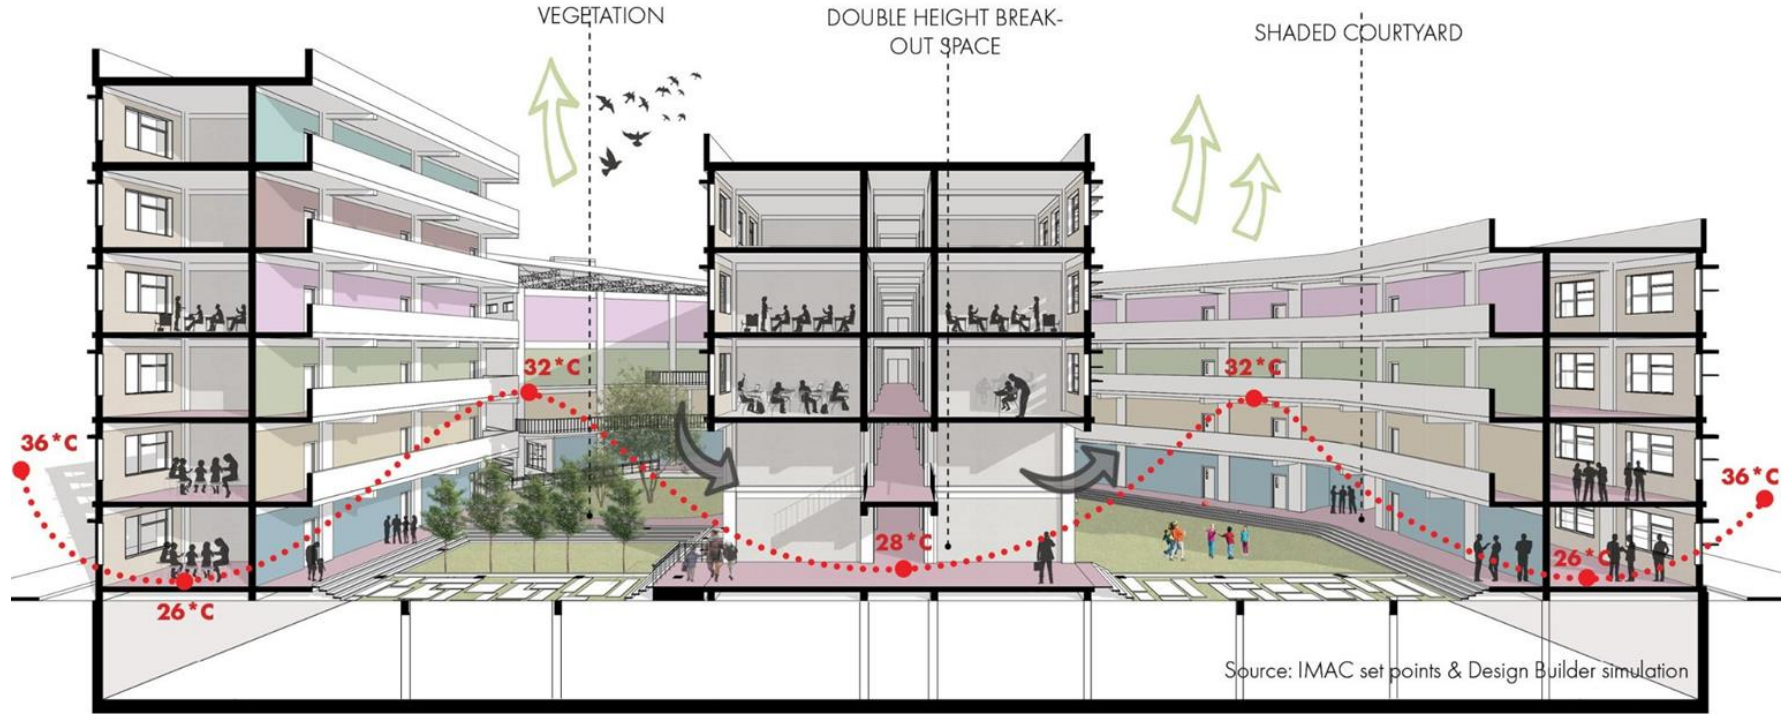 VEGETATION
DOUBLE HEIGHT BREAK-
OUT SPACE
SHADED COURTYARD
32*C
32*C
36*C
36*C
28*C
26*C
26*C
Source: IMAC set points & Design Builder simulation